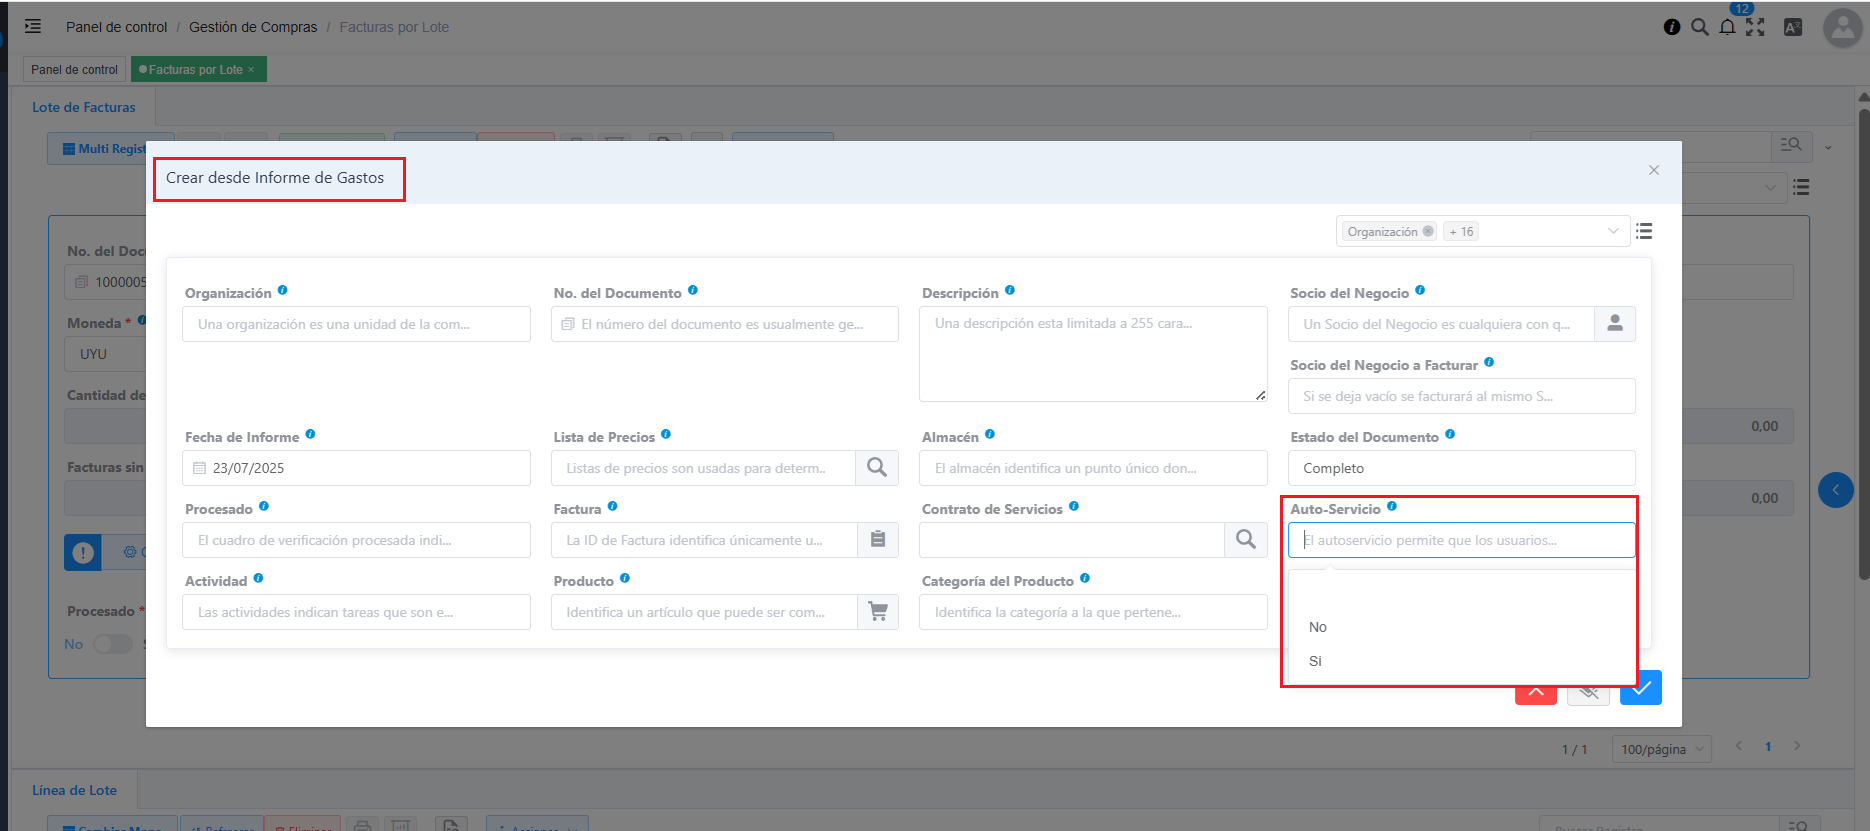 Panel de control / Gestión de Compras / Facturas por Lote
12
Panel de control
Facturas por Lote ×
Lote de Facturas
Multi Regist
Crear desde Informe de Gastos
Organización
+ 16
No. del Doc
1000005
Moneda *
UYU
Cantidad de
Facturas sin
Procesado *
No
0,00
0,00
Organización
Una organización es una unidad de la com...
No. del Documento
El número del documento es usualmente ge...
Descripción
Una descripción esta limitada a 255 cara...
Socio del Negocio
Un Socio del Negocio es cualquiera con q...
Socio del Negocio a Facturar
Si se deja vacío se facturará al mismo S...
Fecha de Informe
23/07/2025
Lista de Precios
Listas de precios son usadas para determ..
Almacén
El almacén identifica un punto único don...
Estado del Documento
Completo
Procesado
El cuadro de verificación procesada indi...
Factura
La ID de Factura identifica únicamente u...
Contrato de Servicios
Auto-Servicio
El autoservicio permite que los usuarios...
No
Si
Actividad
Las actividades indican tareas que son e...
Producto
Identifica un artículo que puede ser com...
Categoría del Producto
Identifica la categoría a la que pertene...
1 / 1
100/página
1
Línea de Lote